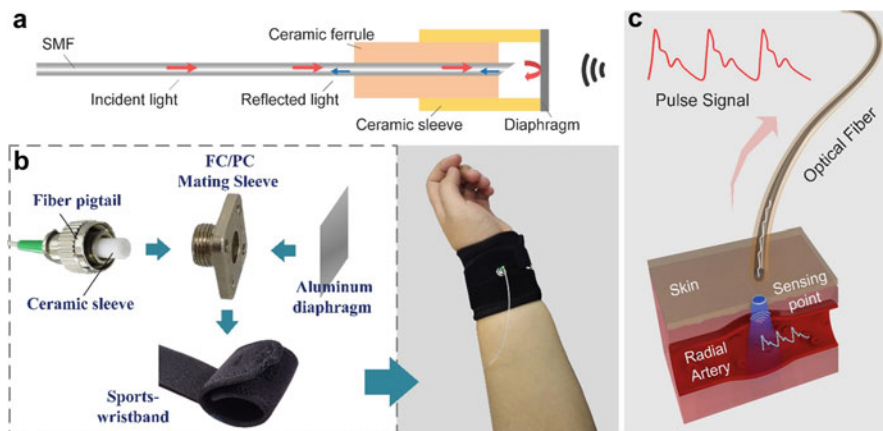 a
SMF
Ceramic ferrule
Incident light
Reflected light
Ceramic sleeve
Diaphragm
b
FC/PC
Mating Sleeve
Fiber pigtail
Ceramic sleeve
Aluminum
diaphragm
Sports-
wristband
c
Pulse Signal
Optical Fiber
Skin
Sensing
point
Radial
Artery